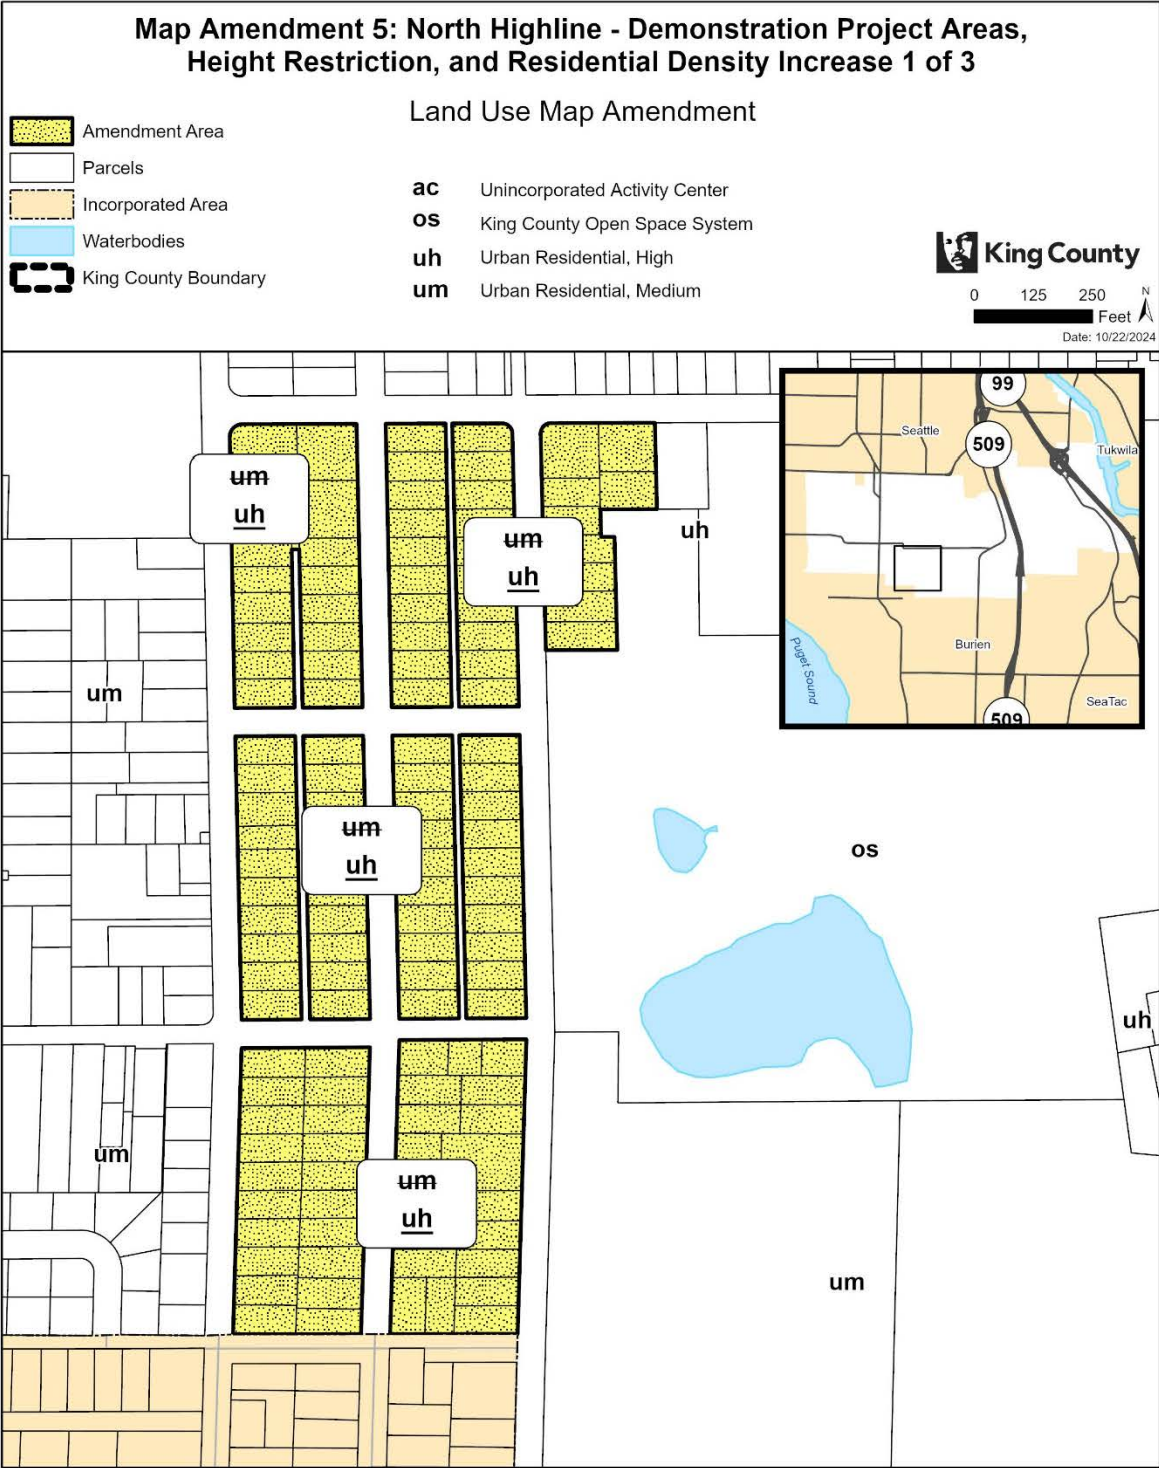 Map Amendment 5: North Highline - Demonstration Project Areas,
Height Restriction, and Residential Density Increase 1 of 3
Land Use Map Amendment
Amendment Area
Parcels
Incorporated Area
Waterbodies
King County Boundary
ac Unincorporated Activity Center
os King County Open Space System
uh Urban Residential, High
um Urban Residential, Medium
King County
0 125 250
Feet
N
Date: 10/22/2024
99
Seattle
509
Tukwila
Burien
Puget Sound
SeaTac
509
um
uh
um
uh
uh
um
um
uh
os
uh
um
um
uh
um